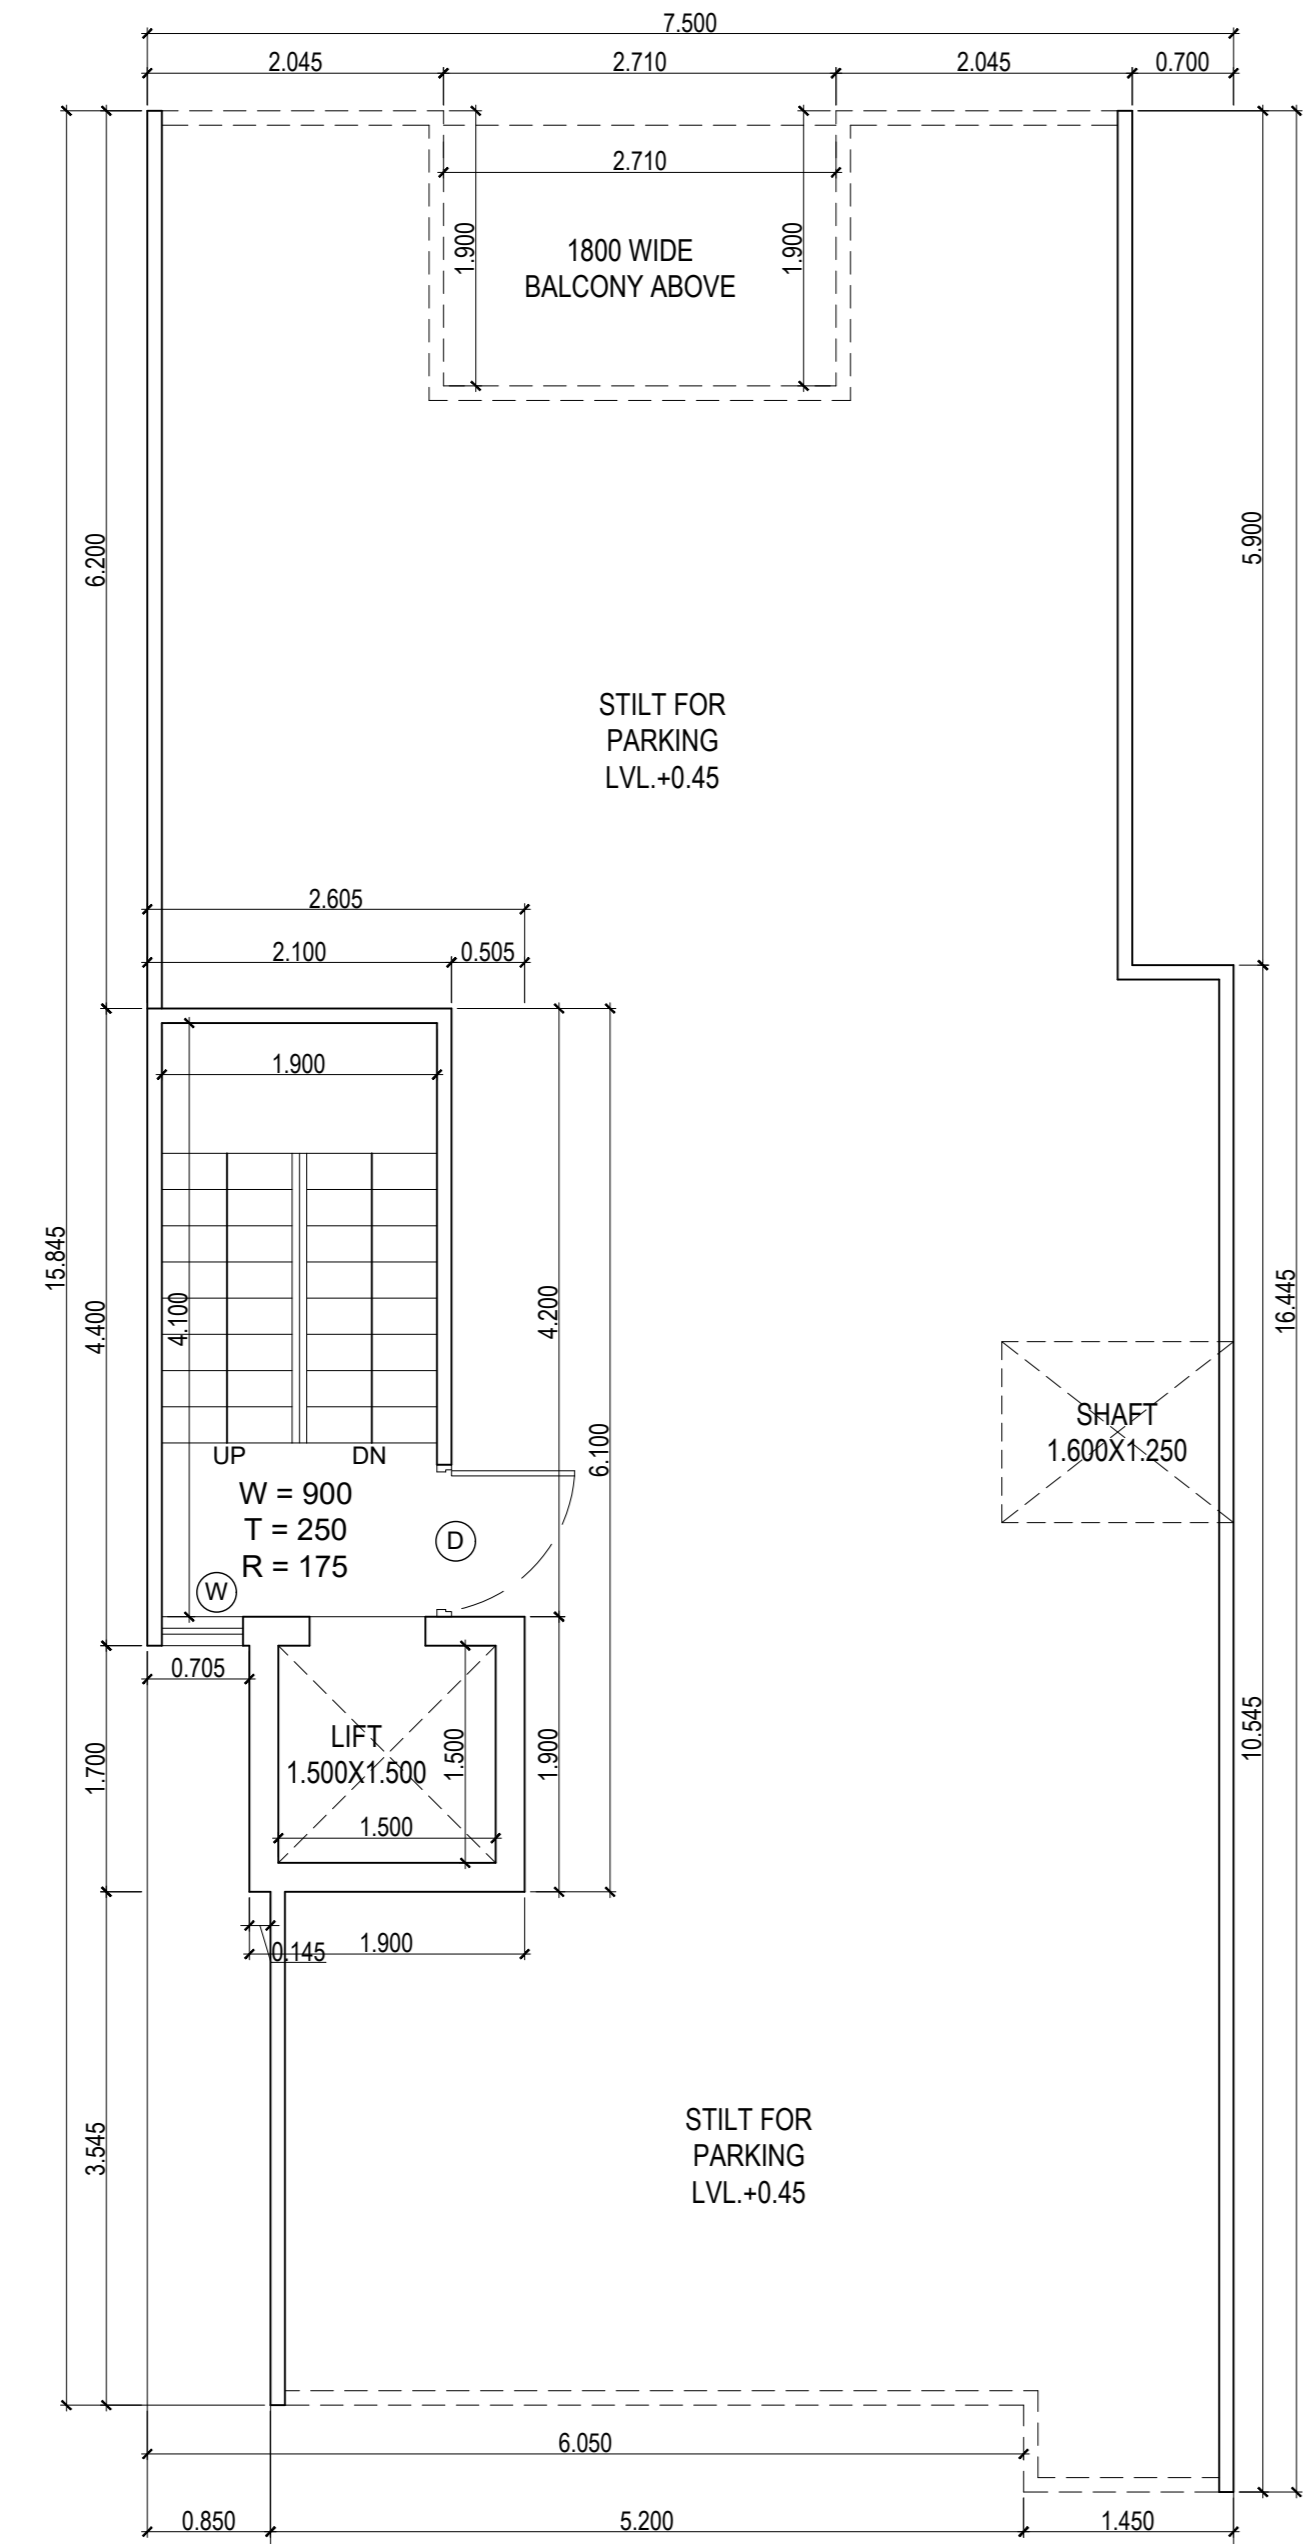 7.500
2.045 2.710 2.045 0.700
2.710
1.900
1.900
1800 WIDE
BALCONY ABOVE
6.200
5.900
STILT FOR
PARKING
LVL.+0.45
2.605
2.100 0.505
1.900
15.845
4.400
4.100
4.200
16.445
6.100
SHAFT
1.600X1.250
UP DN
W = 900
T = 250
R = 175
D
W
0.705
LIFT
1.500X1.500
1.500
1.500
1.700
1.900
10.545
0.145
1.900
3.545
STILT FOR
PARKING
LVL.+0.45
6.050
0.850 5.200 1.450